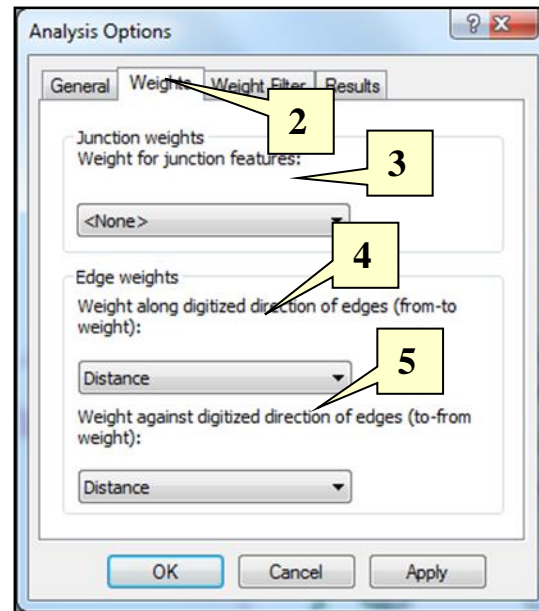 Analysis Options
General Weights Weight Filter Results
2
Junction weights
Weight for junction features:
3
<None>
4
Edge weights
Weight along digitized direction of edges (from-to
weight):
5
Distance
Weight against digitized direction of edges (to-from
weight):
Distance
OK Cancel Apply